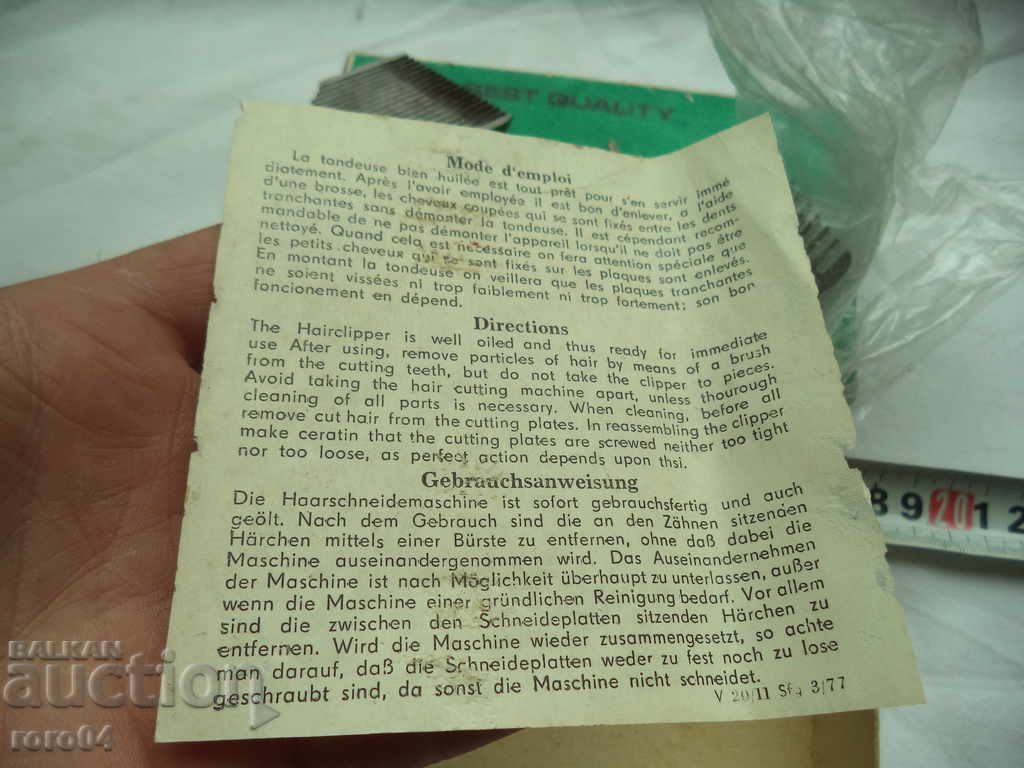 BEST QUALITY
Mode d'emploi
La tondeuse bien huilée est tout prêt pour s'en servir immé
diatement. Après l'avoir employée il est bon d'enlever, a l'aide
d'une brosse, les cheveux coupées qui se sont fixés entre les dents
tranchantes sans démonter la tondeuse. Il est cépendant recom-
mandable de ne pas démonter l'appareil lorsqu'il ne doit pas être
nettoyé. Quand cela est nécessaire on fera attention spéciale que
les petits cheveux qui se sont fixés sur les plaques sont enlevés.
En montant la tondeuse on veillera que les plaques tranchantes
ne soient vissées ni trop faiblement ni trop fortement; son bon
foncionement en dépend.
Directions
The Hairclipper is well oiled and thus ready for immediate
use After using, remove particles of hair by means of a brush
from the cutting teeth, but do not take the clipper to pieces.
Avoid taking the hair cutting machine apart, unless thourough
cleaning of all parts is necessary. When cleaning, before all
remove cut hair from the cutting plates. In reassembling the clipper
make ceratin that the cutting plates are screwed neither too tight
nor too loose, as perfect action depends upon thsi.
Gebrauchsanweisung
Die Haarschneidemaschine ist sofort gebrauchsfertig und auch
geölt. Nach dem Gebrauch sind die an den Zähnen sitzenden
Härchen mittels einer Bürste zu entfernen, ohne daß dabei die
Maschine auseinandergenommen wird. Das Auseinandernehmen
der Maschine ist nach Möglichkeit überhaupt zu unterlassen, außer
wenn die Maschine einer gründlichen Reinigung bedarf. Vor allem
sind die zwischen den Schneideplatten sitzenden Härchen zu
entfernen. Wird die Maschine wieder zusammengesetzt, so achte
man darauf, daß die Schneideplatten weder zu fest noch zu lose
geschraubt sind, da sonst die Maschine nicht schneidet.
V 20/11 Sfg 3/77
8 9 20 1 2
BALKAN
auction
roro04